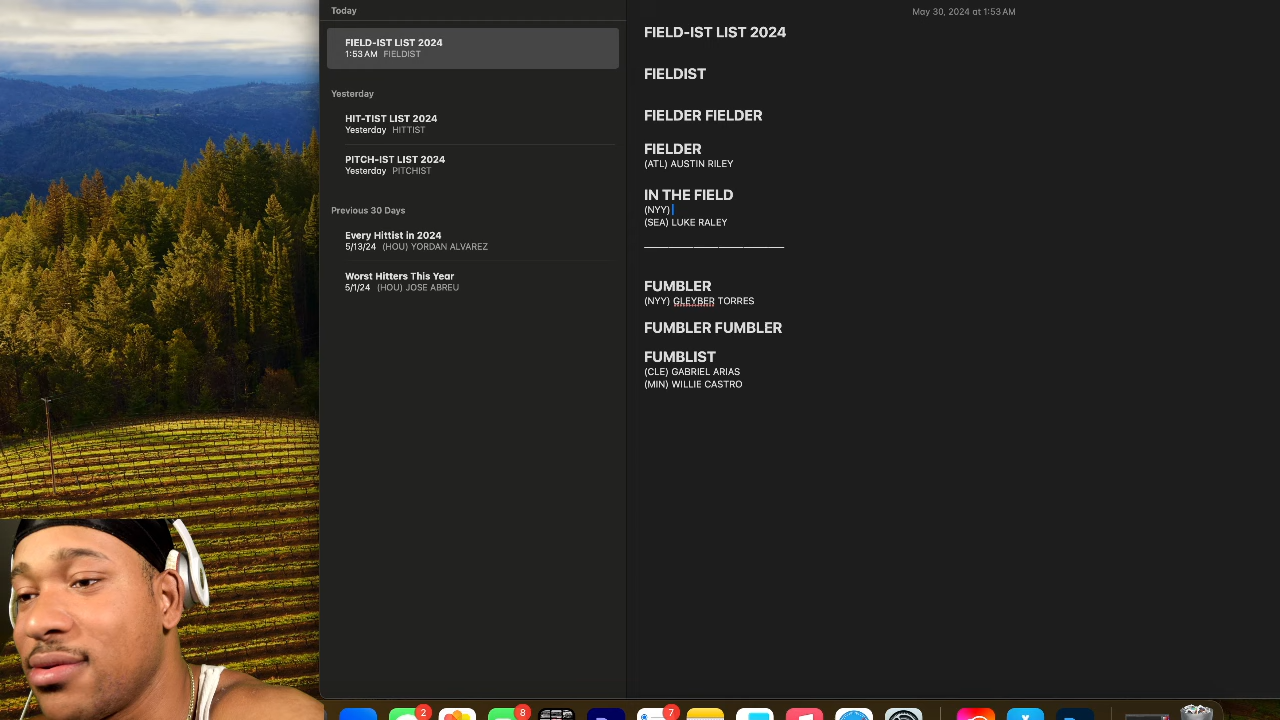 Today
FIELD-IST LIST 2024
1:53 AM FIELDIST
Yesterday
HIT-TIST LIST 2024
Yesterday HITTIST
PITCH-IST LIST 2024
Yesterday PITCHIST
Previous 30 Days
Every Hittist in 2024
5/13/24 (HOU) YORDAN ALVAREZ
Worst Hitters This Year
5/1/24 (HOU) JOSE ABREU
May 30, 2024 at 1:53 AM
FIELD-IST LIST 2024
FIELDIST
FIELDER FIELDER
FIELDER
(ATL) AUSTIN RILEY
IN THE FIELD
(NYY)
(SEA) LUKE RALEY
FUMBLER
(NYY) GLEYBER TORRES
FUMBLER FUMBLER
FUMBLIST
(CLE) GABRIEL ARIAS
(MIN) WILLIE CASTRO
2
8
7